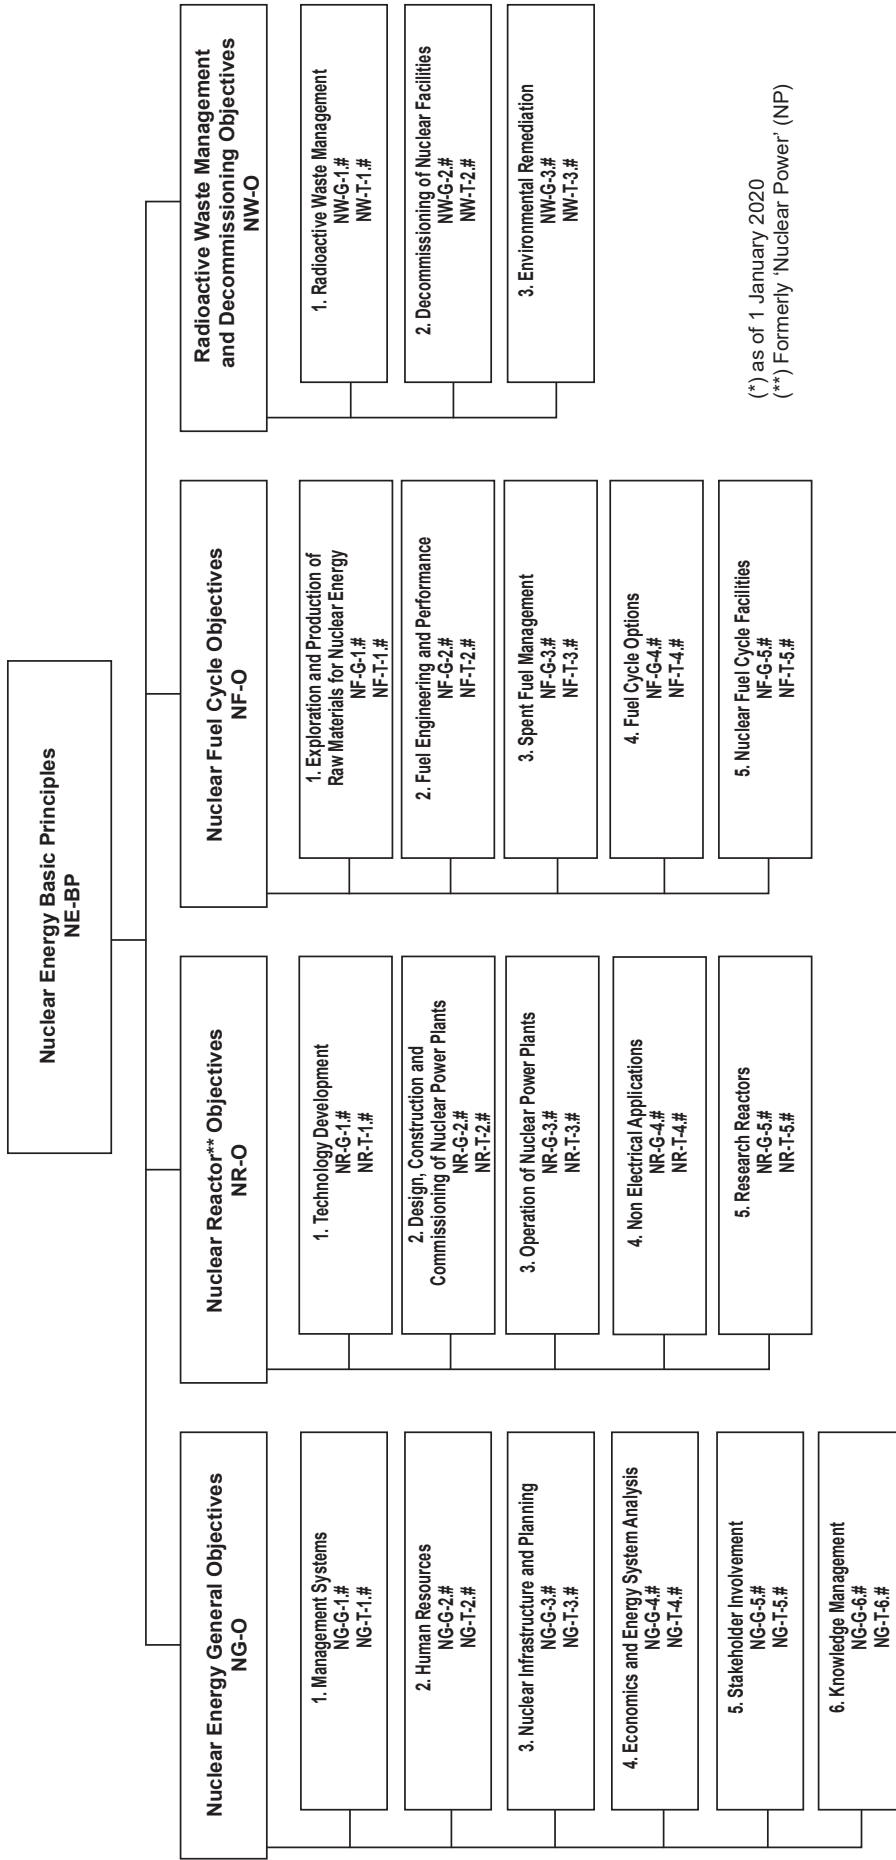 Nuclear Energy Basic Principles
NE-BP
Nuclear Energy General Objectives
NG-O
1. Management Systems
NG-G-1.#
NG-T-1.#
2. Human Resources
NG-G-2.#
NG-T-2.#
3. Nuclear Infrastructure and Planning
NG-G-3.#
NG-T-3.#
4. Economics and Energy System Analysis
NG-G-4.#
NG-T-4.#
5. Stakeholder Involvement
NG-G-5.#
NG-T-5.#
6. Knowledge Management
NG-G-6.#
NG-T-6.#
Nuclear Reactor** Objectives
NR-O
1. Technology Development
NR-G-1.#
NR-T-1.#
2. Design, Construction and
Commissioning of Nuclear Power Plants
NR-G-2.#
NR-T-2.#
3. Operation of Nuclear Power Plants
NR-G-3.#
NR-T-3.#
4. Non Electrical Applications
NR-G-4.#
NR-T-4.#
5. Research Reactors
NR-G-5.#
NR-T-5.#
Nuclear Fuel Cycle Objectives
NF-O
1. Exploration and Production of
Raw Materials for Nuclear Energy
NF-G-1.#
NF-T-1.#
2. Fuel Engineering and Performance
NF-G-2.#
NF-T-2.#
3. Spent Fuel Management
NF-G-3.#
NF-T-3.#
4. Fuel Cycle Options
NF-G-4.#
NF-T-4.#
5. Nuclear Fuel Cycle Facilities
NF-G-5.#
NF-T-5.#
Radioactive Waste Management
and Decommissioning Objectives
NW-O
1. Radioactive Waste Management
NW-G-1.#
NW-T-1.#
2. Decommissioning of Nuclear Facilities
NW-G-2.#
NW-T-2.#
3. Environmental Remediation
NW-G-3.#
NW-T-3.#
(*) as of 1 January 2020
(**) Formerly ‘Nuclear Power’ (NP)